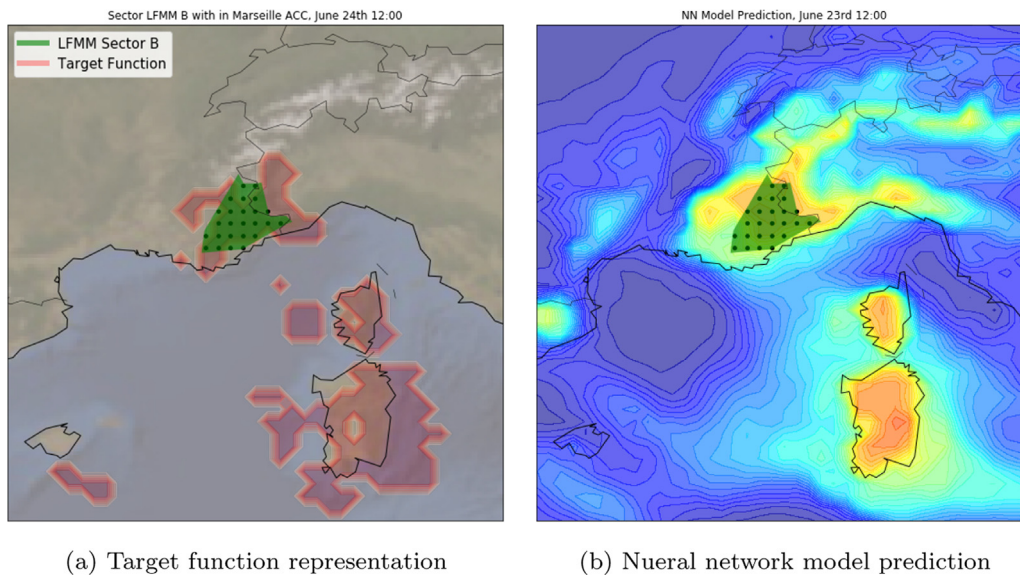 Sector LFMM B with in Marseille ACC, June 24th 12:00
LFMM Sector B
Target Function
NN Model Prediction, June 23rd 12:00
(a) Target function representation
(b) Nueral network model prediction